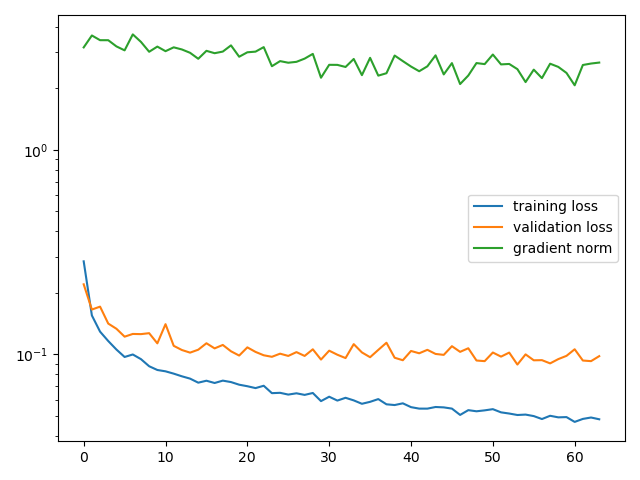 10⁰
10⁻¹
training loss
validation loss
gradient norm
0 10 20 30 40 50 60